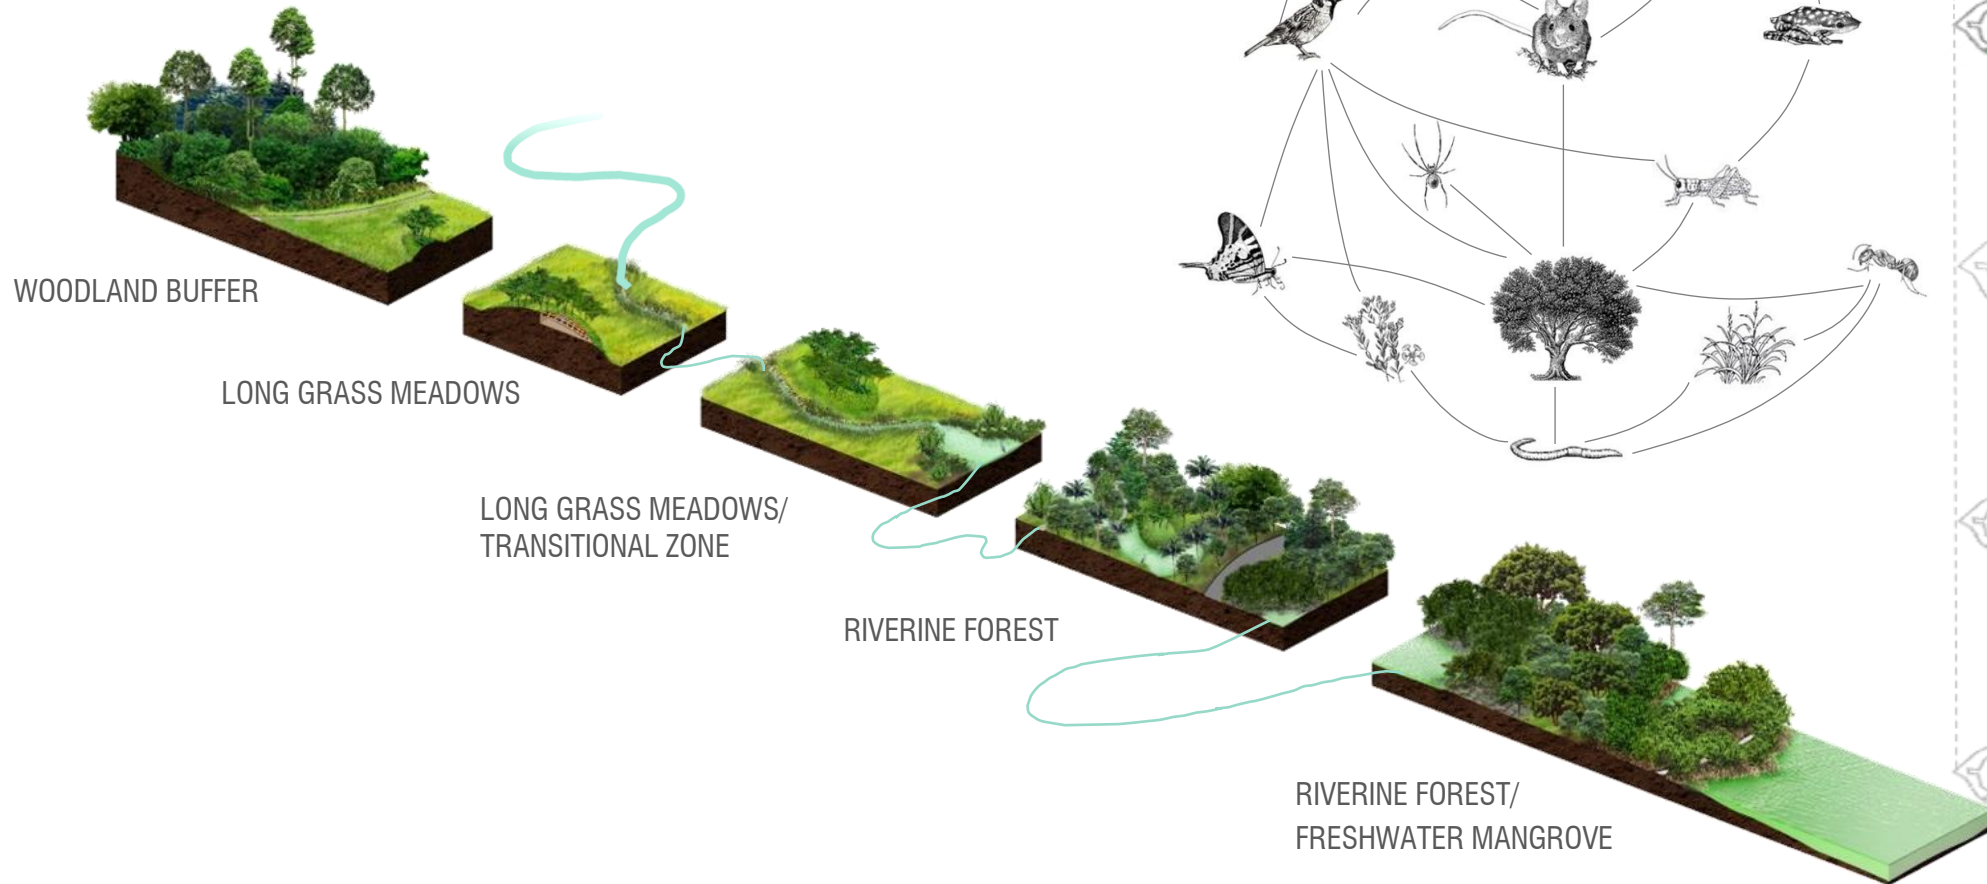 WOODLAND BUFFER
LONG GRASS MEADOWS
LONG GRASS MEADOWS/
TRANSITIONAL ZONE
RIVERINE FOREST
RIVERINE FOREST/
FRESHWATER MANGROVE